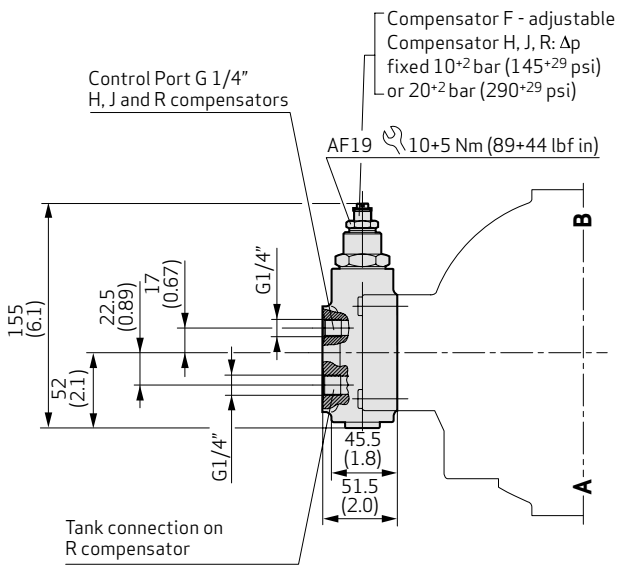 Compensator F - adjustable
Compensator H, J, R: Δp
fixed 10+2 bar (145+29 psi)
or 20+2 bar (290+29 psi)
Control Port G 1/4”
H, J and R compensators
AF19 10+5 Nm (89+44 lbf in)
B
G1/4”
17
(0.67)
22.5
(0.89)
155
(6.1)
52
(2.1)
G1/4”
45.5
(1.8)
51.5
(2.0)
A
Tank connection on
R compensator